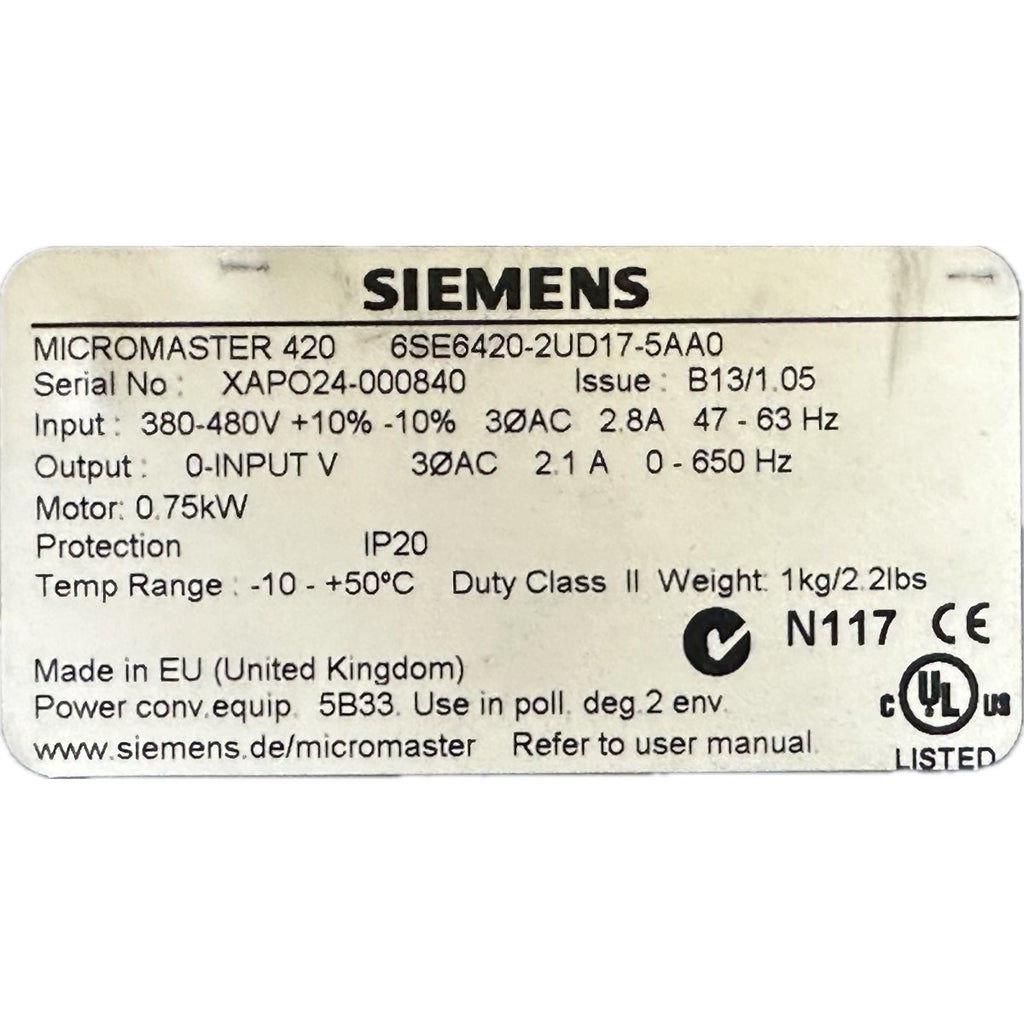 SIEMENS
MICROMASTER 420 6SE6420-2UD17-5AA0
Serial No : XAPO24-000840 Issue : B13/1.05
Input : 380-480V +10% -10% 3ØAC 2.8A 47 - 63 Hz
Output : 0-INPUT V 3ØAC 2.1 A 0 - 650 Hz
Motor: 0.75kW
Protection IP20
Temp Range : -10 - +50ºC Duty Class II Weight: 1kg/2.2lbs
N117 CE
Made in EU (United Kingdom)
Power conv.equip. 5B33. Use in poll. deg.2 env.
C UL US
www.siemens.de/micromaster Refer to user manual.
LISTED